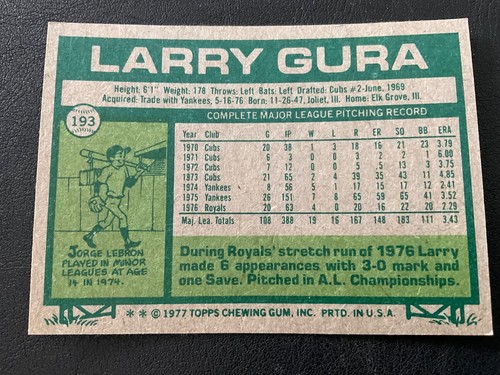 LARRY GURA
Height: 6'1" Weight: 178 Throws: Left Bats: Left Drafted: Cubs #2-June, 1969
Acquired: Trade with Yankees, 5-16-76 Born: 11-26-47, Joliet, Ill. Home: Elk Grove, Ill.
193
COMPLETE MAJOR LEAGUE PITCHING RECORD
Year Club G IP W L R ER SO BB ERA
1970 Cubs 20 38 1 3 18 16 21 23 3.79
1971 Cubs 6 3 0 0 3 2 2 1 6.00
1972 Cubs 7 12 0 0 5 5 13 3 3.75
1973 Cubs 21 65 2 4 39 35 43 11 4.85
1974 Yankees 8 56 5 1 17 15 17 12 2.41
1975 Yankees 26 151 7 8 65 59 65 41 3.52
1976 Royals 20 63 4 0 20 16 22 20 2.29
Maj. Lea. Totals 108 388 19 16 167 148 183 111 3.43
JORGE LEBRON
PLAYED IN MINOR
LEAGUES AT AGE
14 IN 1974.
During Royals' stretch run of 1976 Larry
made 6 appearances with 3-0 mark and
one Save. Pitched in A.L. Championships.
** © 1977 TOPPS CHEWING GUM, INC. PRTD. IN U.S.A.